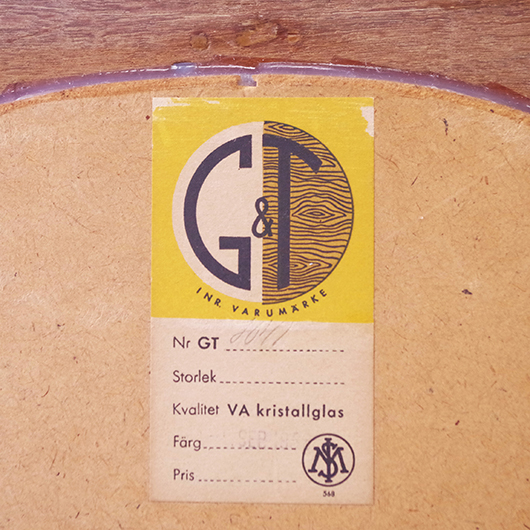 G&T
INR. VARUMÄRKE
Nr GT
Storlek
Kvalitet VA kristallglas
Färg
Pris
568